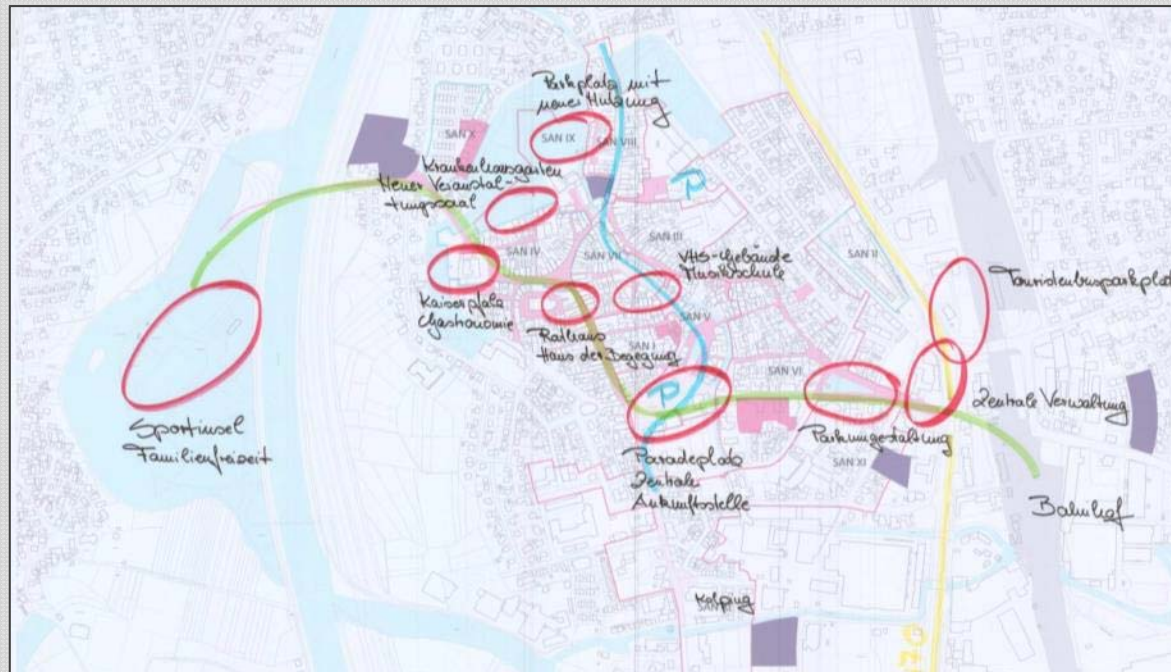 Parkplatz mit
neuer Nutzung
SAN IX
SAN VIII
SAN X
Krankenhausgarten
Neuer Veranstal-
tungssaal
P
SAN IV
SAN VII
SAN III
SAN II
VHS-Gebäude
Musikschule
Kaiserpfalz
Gastronomie
Rathaus
Haus der Begegnung
SAN I
SAN V
Touristenbusparkplatz
SAN VI
P
Zentrale Verwaltung
Sportinsel
Familienfreizeit
Parkumgestaltung
Paradeplatz
Zentrale
Ankunftsstelle
SAN XI
Bahnhof
Kolping